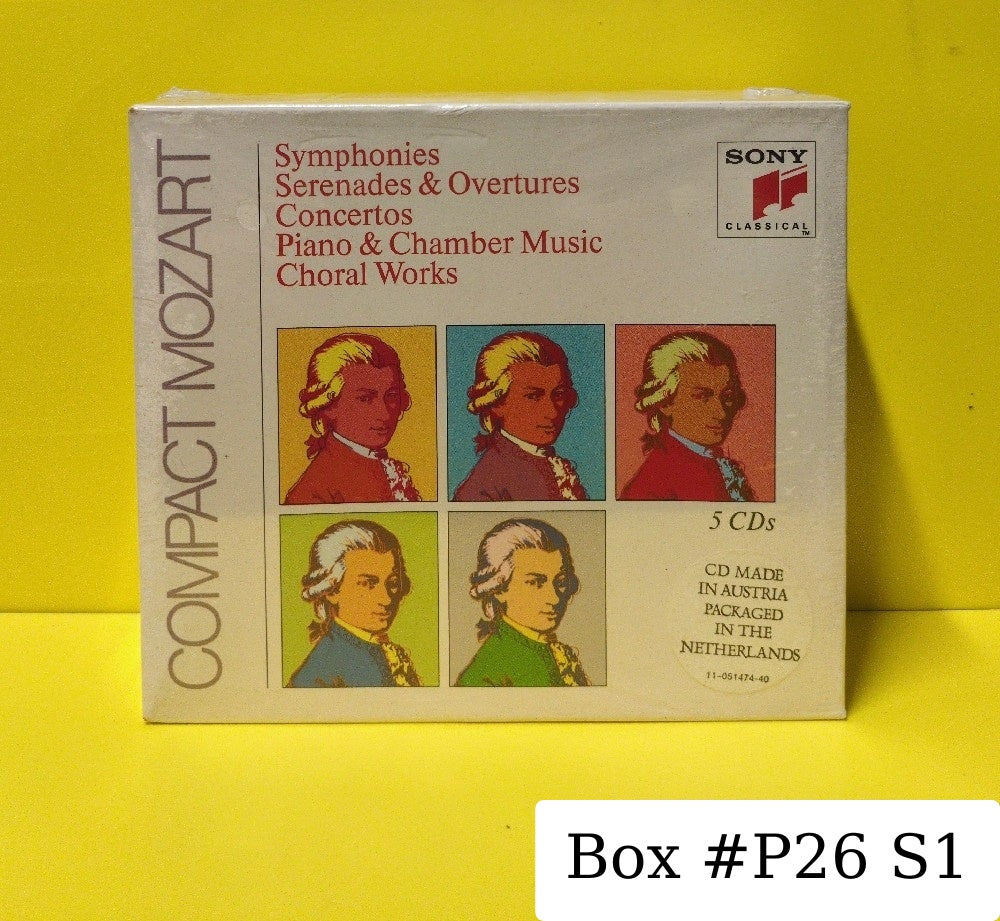 COMPACT MOZART
Symphonies
Serenades & Overtures
Concertos
Piano & Chamber Music
Choral Works
SONY
CLASSICAL
TM
5 CDs
CD MADE
IN AUSTRIA
PACKAGED
IN THE
NETHERLANDS
11-051474-40
Box #P26 S1